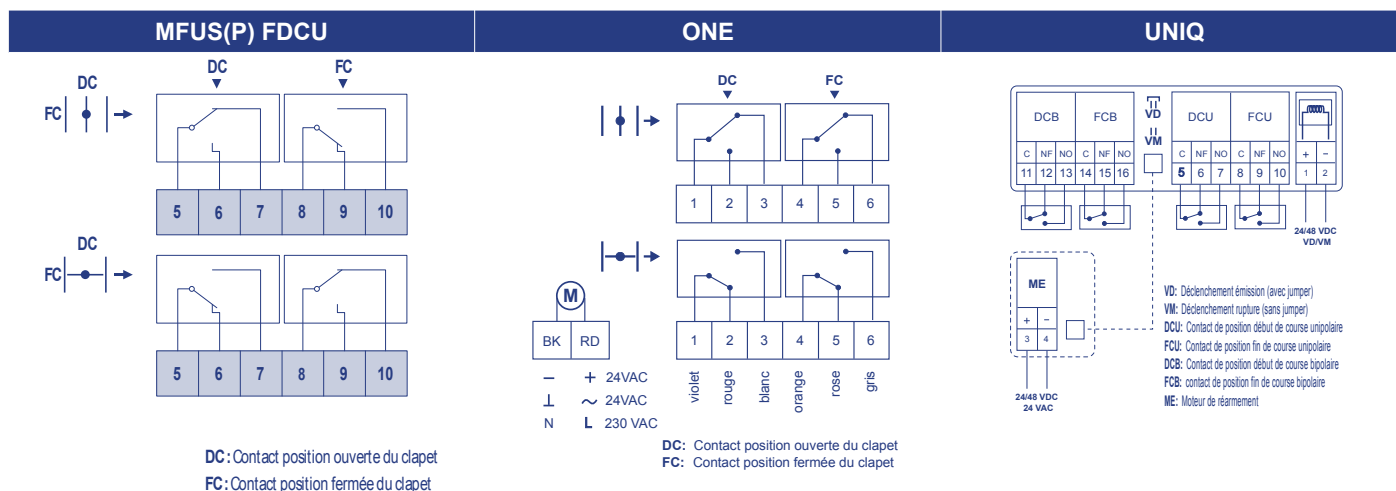 MFUS(P) FDCU
DC FC
DC
FC
5 6 7 8 9 10
DC
FC
5 6 7 8 9 10
DC: Contact position ouverte du clapet
FC: Contact position fermée du clapet
ONE
DC FC
1 2 3 4 5 6
M
BK RD
1 2 3 4 5 6
violet rouge blanc orange rose gris
– + 24VAC
⊥ ~ 24VAC
N L 230 VAC
DC: Contact position ouverte du clapet
FC: Contact position fermée du clapet
UNIQ
DCB FCB VD DCU FCU
VM
C NF NO C NF NO C NF NO C NF NO + –
11 12 13 14 15 16 5 6 7 8 9 10 1 2
24/48 VDC
VD/VM
ME
+ –
3 4
24/48 VDC
24 VAC
VD: Déclenchement émission (avec jumper)
VM: Déclenchement rupture (sans jumper)
DCU: Contact de position début de course unipolaire
FCU: Contact de position fin de course unipolaire
DCB: Contact de position début de course bipolaire
FCB: contact de position fin de course bipolaire
ME: Moteur de réarmement